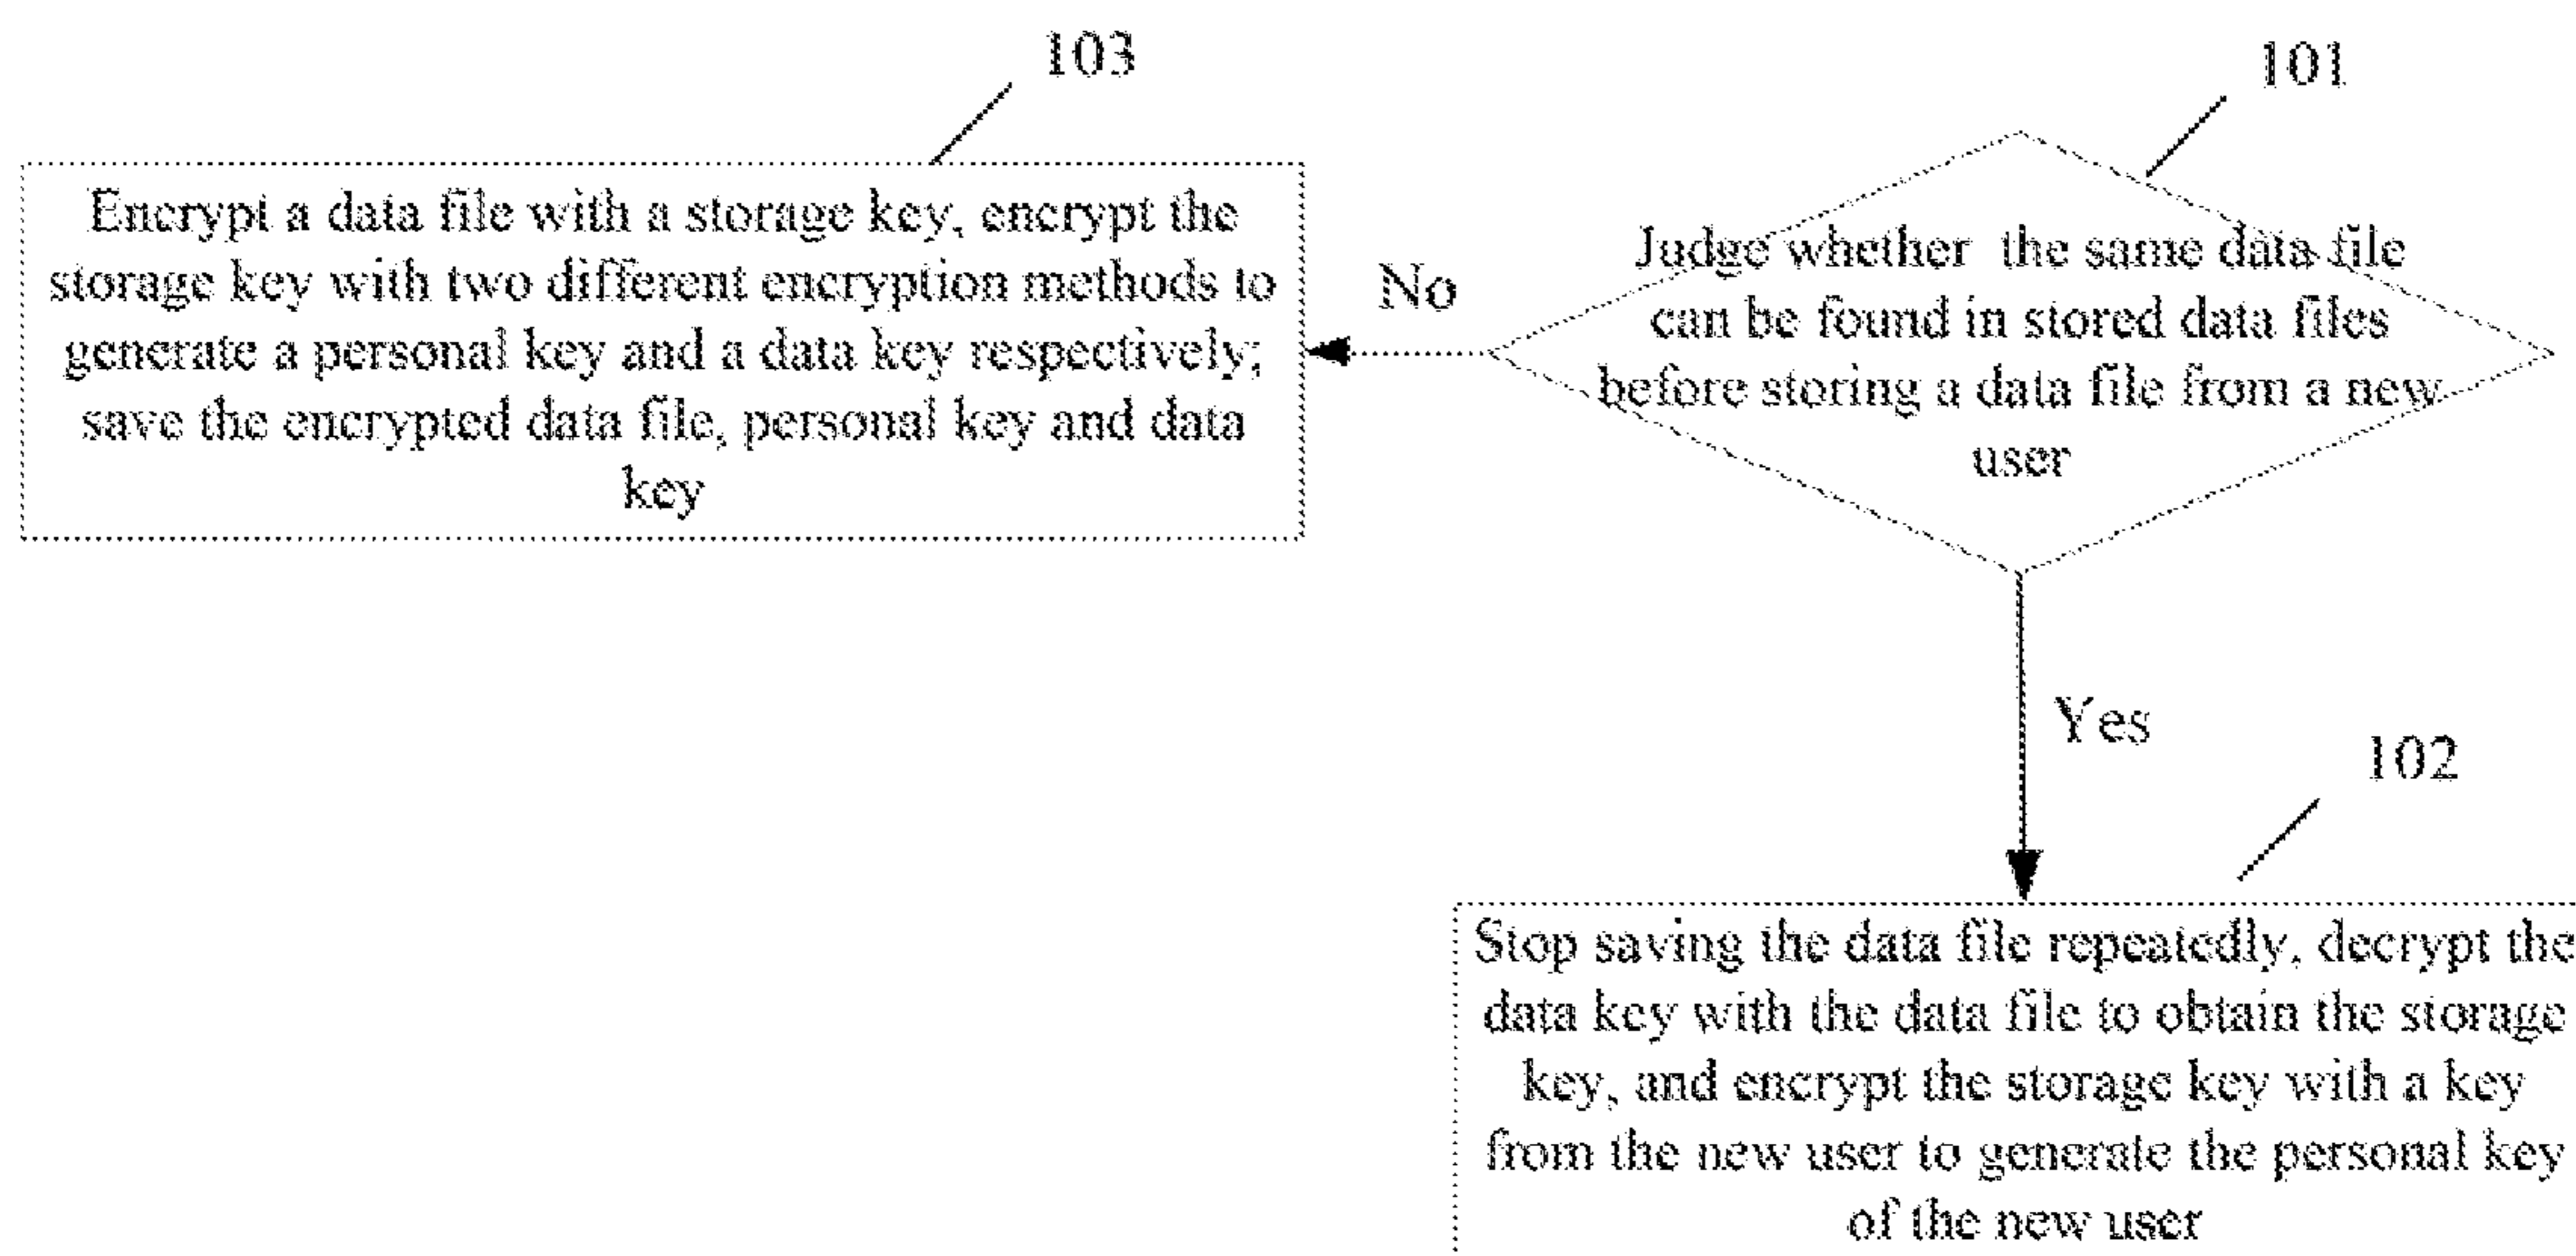 103
101
Encrypt a data file with a storage key, encrypt the
storage key with two different encryption methods to
generate a personal key and a data key respectively;
save the encrypted data file, personal key and data
key
No
Judge whether the same data file
can be found in stored data files
before storing a data file from a new
user
Yes
102
Stop saving the data file repeatedly, decrypt the
data key with the data file to obtain the storage
key, and encrypt the storage key with a key
from the new user to generate the personal key
of the new user